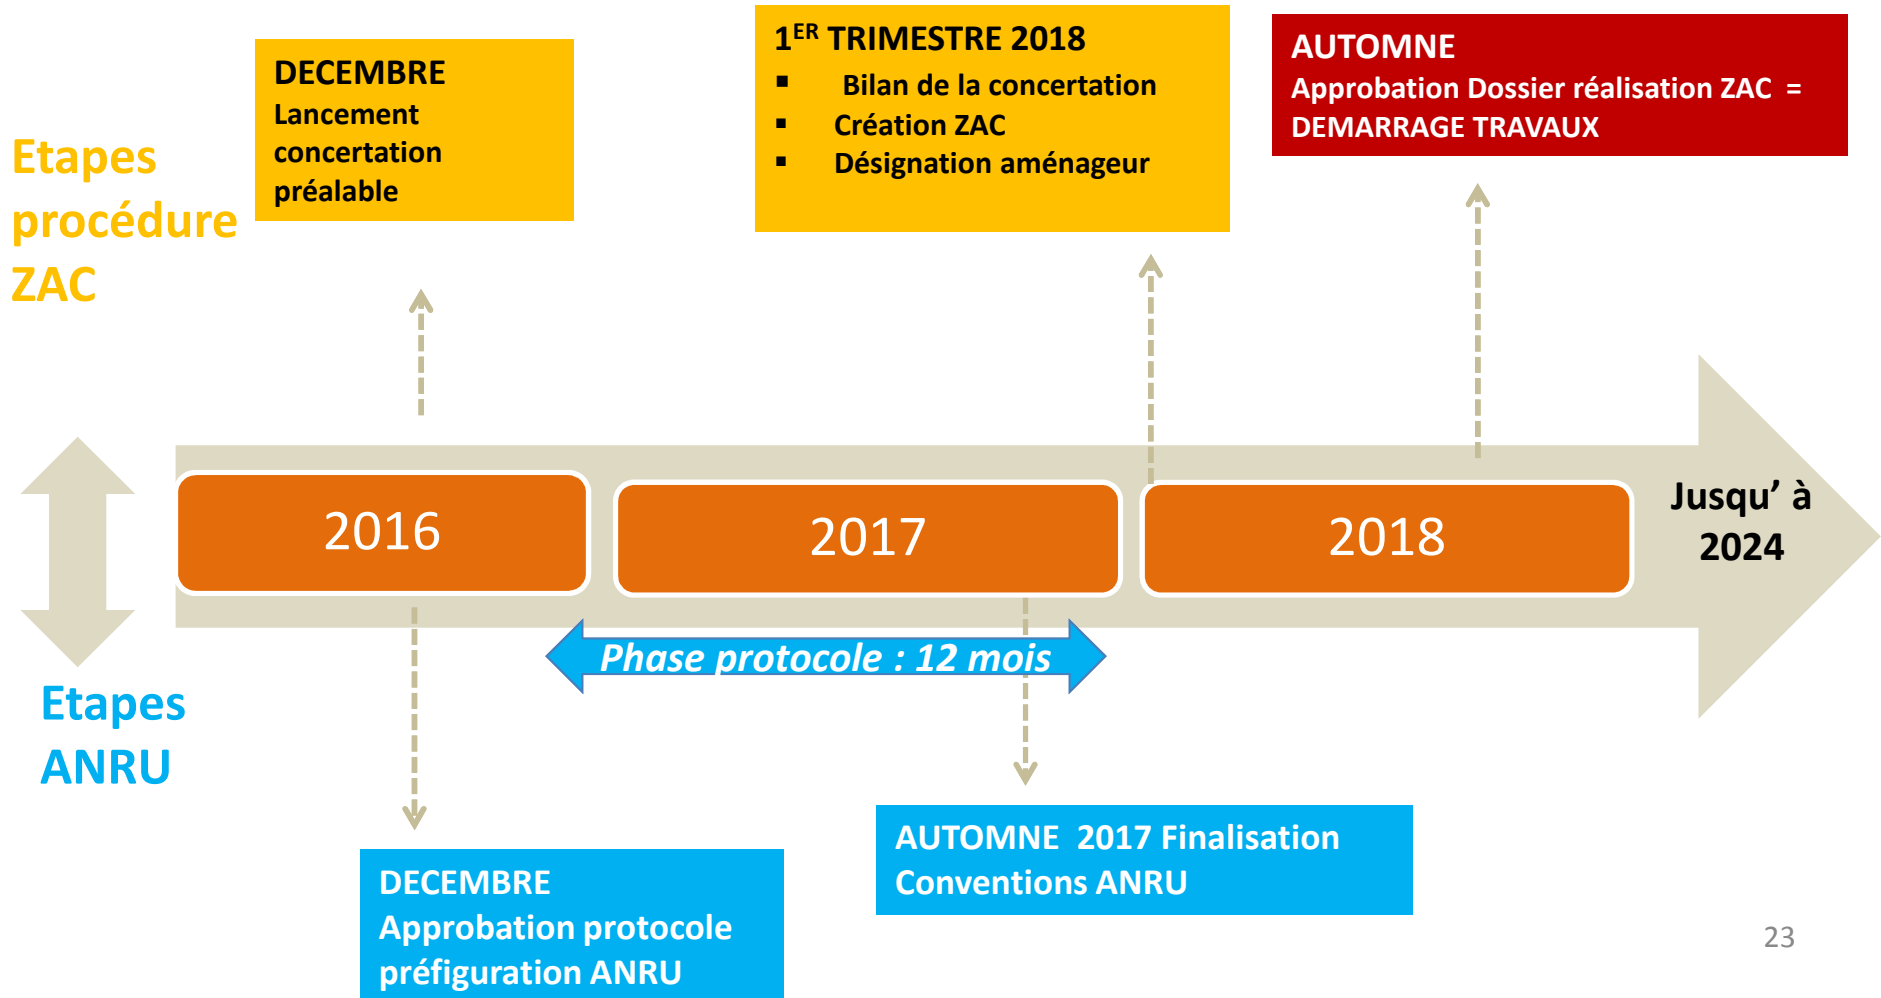 Etapes
procédure
ZAC
DECEMBRE
Lancement
concertation
préalable
1ER TRIMESTRE 2018
▪ Bilan de la concertation
▪ Création ZAC
▪ Désignation aménageur
AUTOMNE
Approbation Dossier réalisation ZAC =
DEMARRAGE TRAVAUX
2016
2017
2018
Jusqu’ à
2024
Phase protocole : 12 mois
Etapes
ANRU
DECEMBRE
Approbation protocole
préfiguration ANRU
AUTOMNE 2017 Finalisation
Conventions ANRU
23